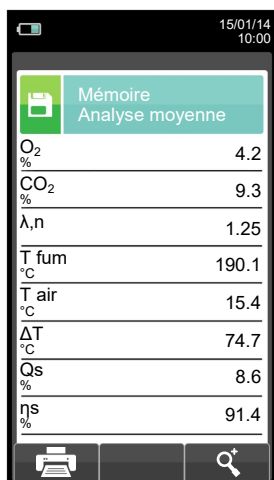 15/01/14
10:00
Mémoire
Analyse moyenne
O₂ % 4.2
CO₂ % 9.3
λ,n 1.25
T fum °C 190.1
T air °C 15.4
ΔT °C 74.7
Qs % 8.6
ηs % 91.4